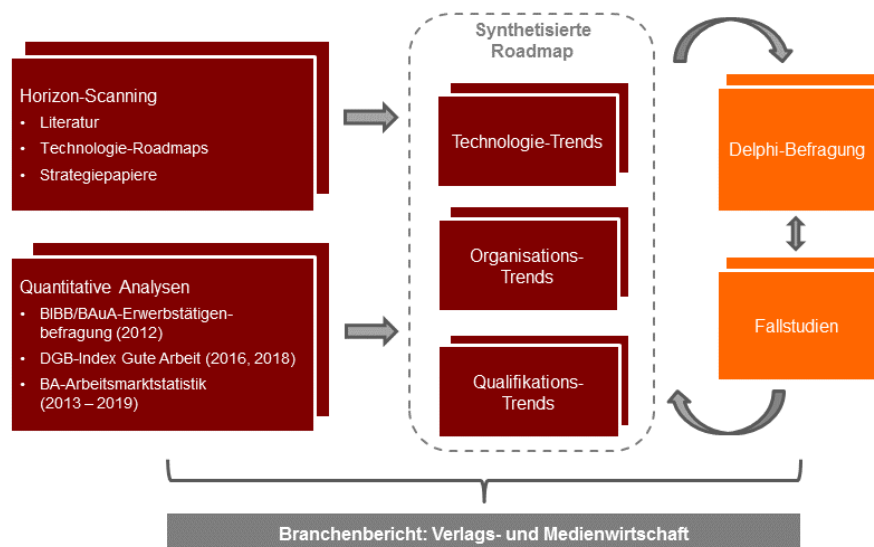 Horizon-Scanning
• Literatur
• Technologie-Roadmaps
• Strategiepapiere
Quantitative Analysen
• BIBB/BAuA-Erwerbstätigen-
befragung (2012)
• DGB-Index Gute Arbeit (2016, 2018)
• BA-Arbeitsmarktstatistik
(2013 – 2019)
Synthetisierte
Roadmap
Technologie-Trends
Organisations-
Trends
Qualifikations-
Trends
Delphi-Befragung
Fallstudien
Branchenbericht: Verlags- und Medienwirtschaft